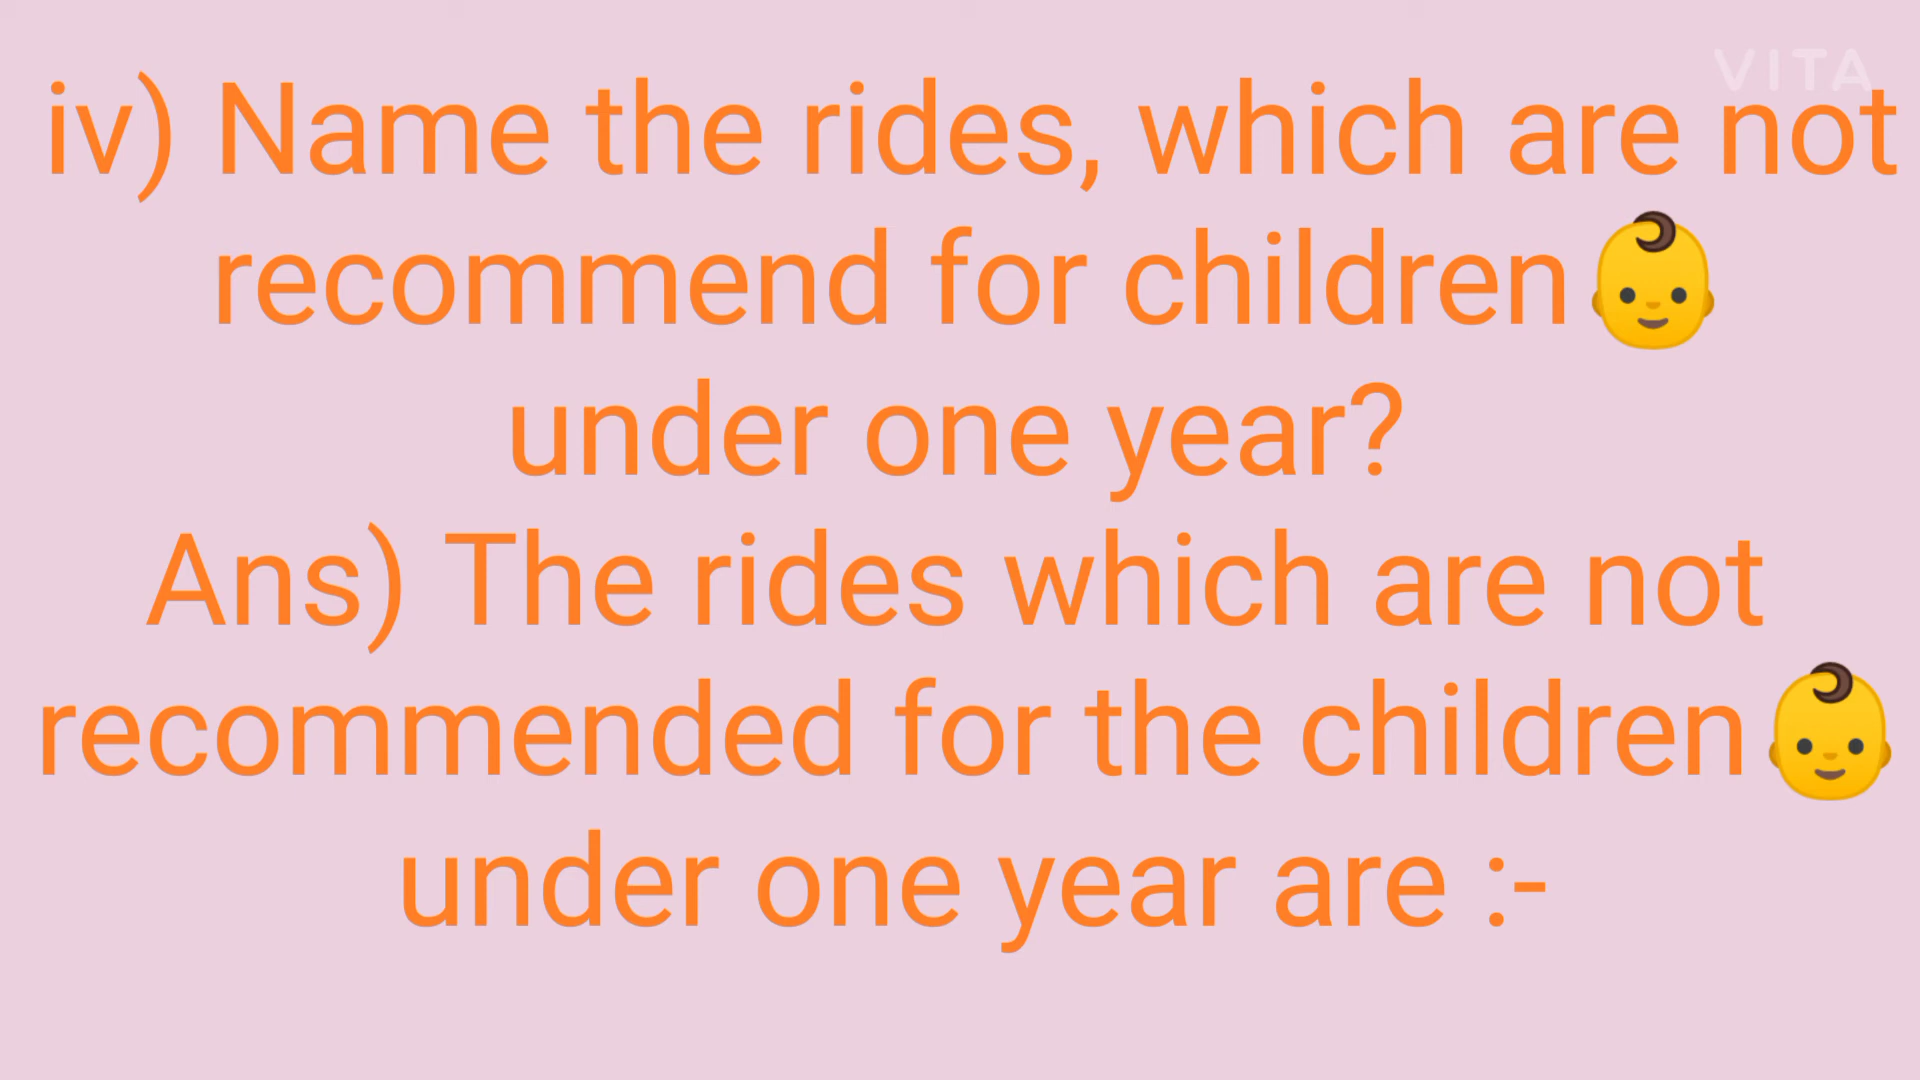 VITA
iv) Name the rides, which are not
recommend for children👶
under one year?
Ans) The rides which are not
recommended for the children👶
under one year are :-